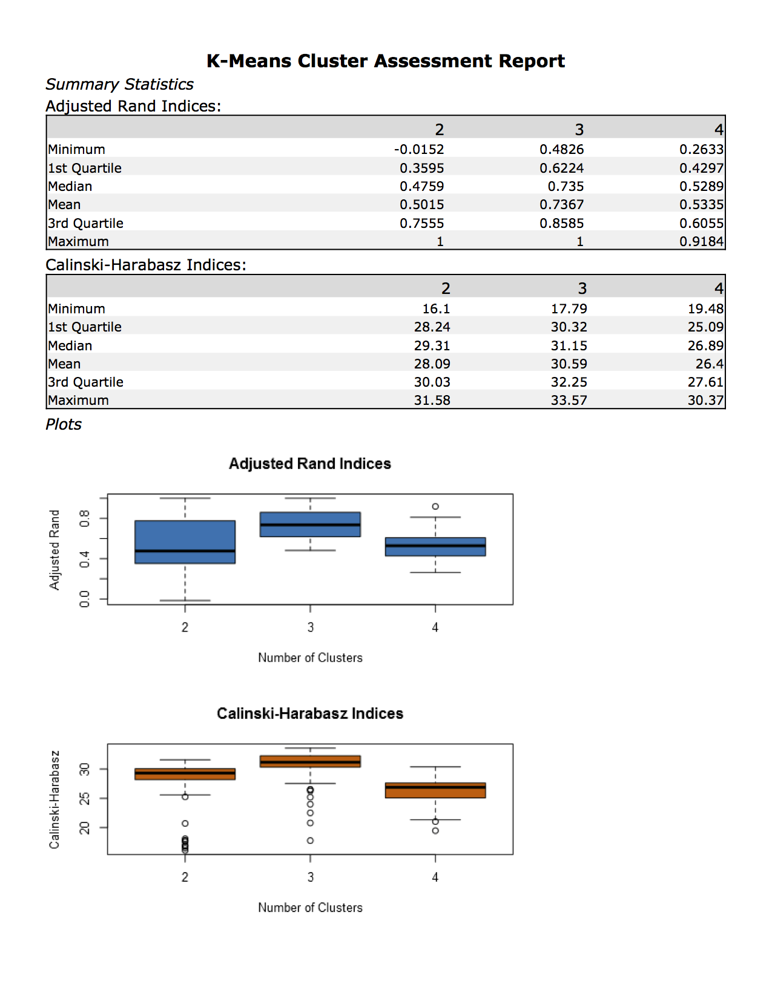 K-Means Cluster Assessment Report
Summary Statistics
Adjusted Rand Indices:
2 3 4
Minimum -0.0152 0.4826 0.2633
1st Quartile 0.3595 0.6224 0.4297
Median 0.4759 0.735 0.5289
Mean 0.5015 0.7367 0.5335
3rd Quartile 0.7555 0.8585 0.6055
Maximum 1 1 0.9184
Calinski-Harabasz Indices:
2 3 4
Minimum 16.1 17.79 19.48
1st Quartile 28.24 30.32 25.09
Median 29.31 31.15 26.89
Mean 28.09 30.59 26.4
3rd Quartile 30.03 32.25 27.61
Maximum 31.58 33.57 30.37
Plots
Adjusted Rand Indices
Adjusted Rand
0.8
0.4
0.0
2 3 4
Number of Clusters
Calinski-Harabasz Indices
Calinski-Harabasz
30
25
20
2 3 4
Number of Clusters